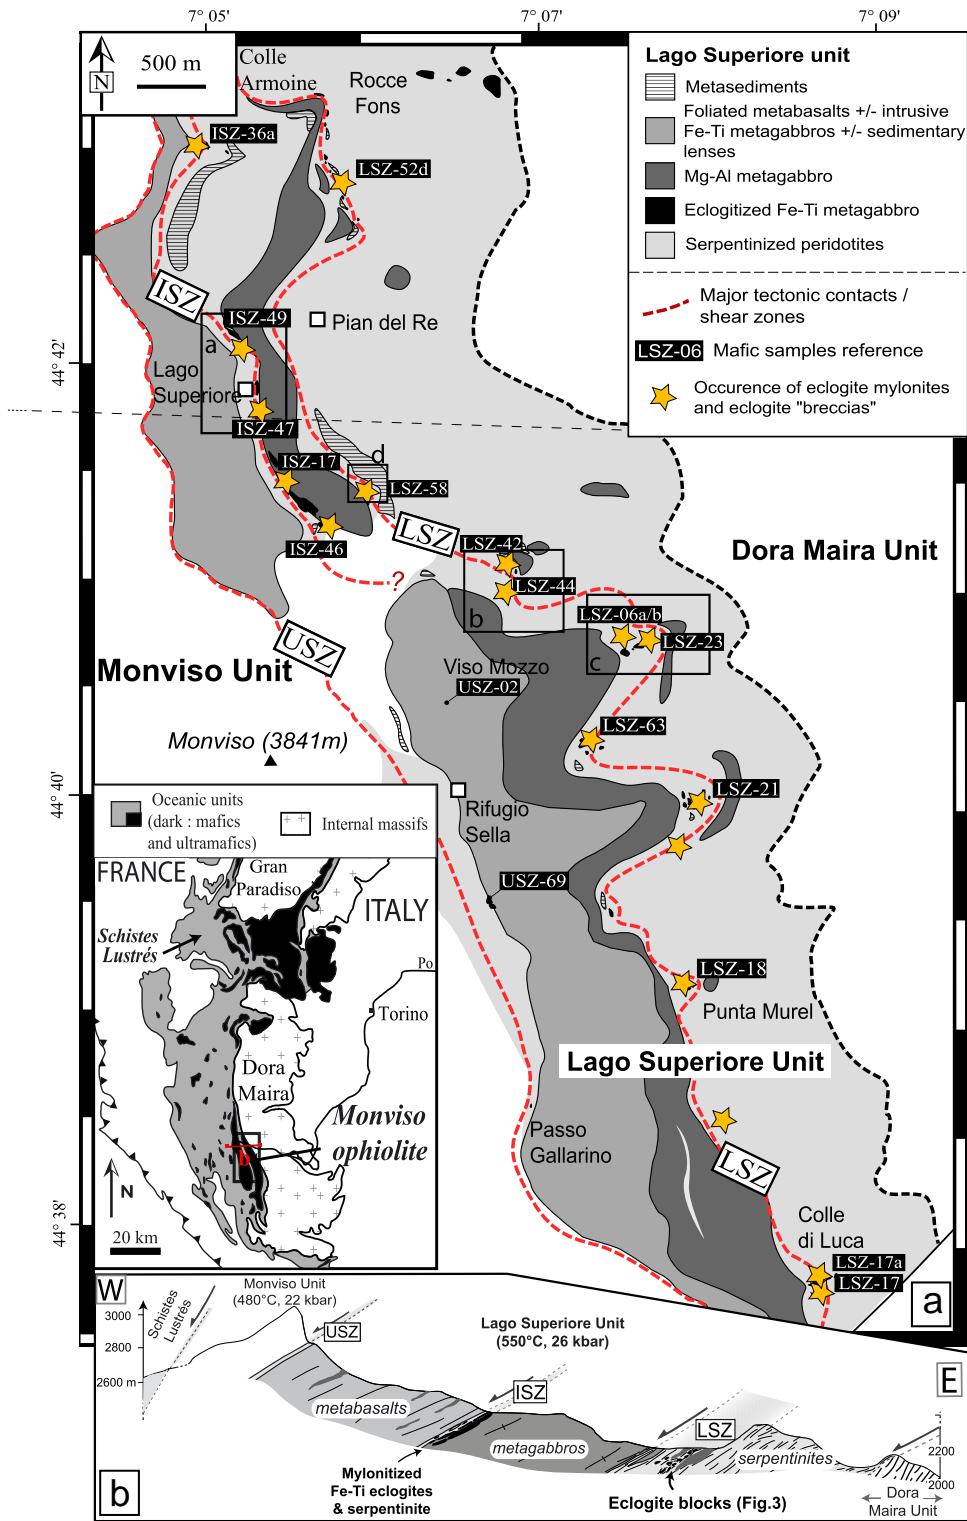 7° 05'
7° 07'
7° 09'
N
500 m
Colle
Armoine
Rocce
Fons
ISZ-36a
LSZ-52d
Lago Superiore unit
Metasediments
Foliated metabasalts +/- intrusive
Fe-Ti metagabbros +/- sedimentary
lenses
Mg-Al metagabbro
Eclogitized Fe-Ti metagabbro
Serpentinized peridotites
Major tectonic contacts /
shear zones
LSZ-06 Mafic samples reference
Occurence of eclogite mylonites
and eclogite "breccias"
ISZ
ISZ-49
Pian del Re
a
44° 42'
Lago
Superiore
ISZ-47
ISZ-17
d
LSZ-58
ISZ-46
LSZ
LSZ-42
?
LSZ-44
Dora Maira Unit
b
LSZ-06a/b
LSZ-23
c
USZ
Monviso Unit
Viso Mozzo
USZ-02
Monviso (3841m)
LSZ-63
44° 40'
LSZ-21
Rifugio
Sella
Oceanic units
(dark : mafics
and ultramafics)
Internal massifs
FRANCE
Gran
Paradiso
ITALY
Schistes
Lustrés
Po
Torino
Dora
Maira
Monviso
ophiolite
b
N
20 km
USZ-69
LSZ-18
Punta Murel
Lago Superiore Unit
Passo
Gallarino
LSZ
44° 38'
Colle
di Luca
LSZ-17a
LSZ-17
a
W
Schistes
Lustrés
3000
2800
2600 m
Monviso Unit
(480°C, 22 kbar)
USZ
Lago Superiore Unit
(550°C, 26 kbar)
ISZ
E
metabasalts
LSZ
metagabbros
serpentinites
2200
2000
Mylonitized
Fe-Ti eclogites
& serpentinite
Eclogite blocks (Fig.3)
Dora
Maira Unit
b